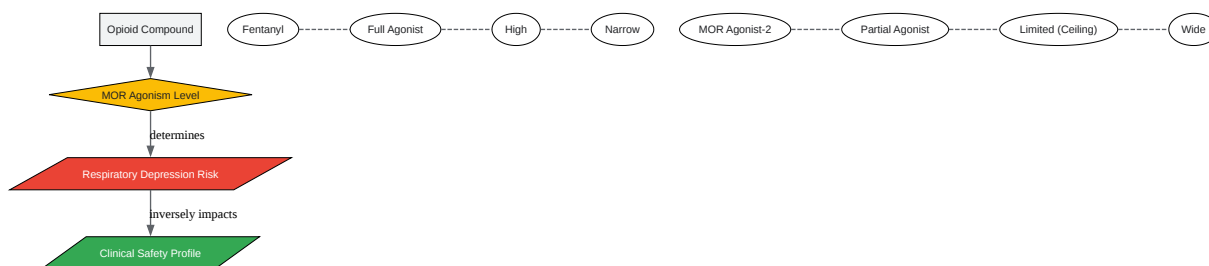 Opioid Compound
Fentanyl
Full Agonist
High
Narrow
MOR Agonist-2
Partial Agonist
Limited (Ceiling)
Wide
MOR Agonism Level
determines
Respiratory Depression Risk
inversely impacts
Clinical Safety Profile